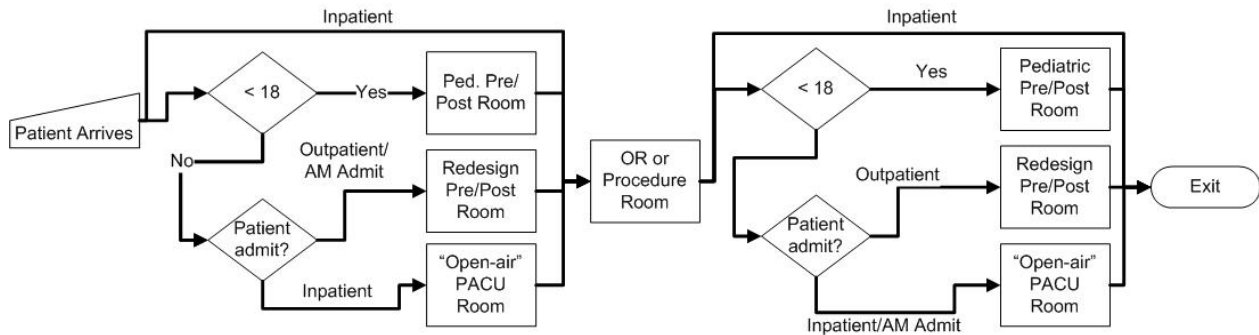 Inpatient
Patient Arrives
< 18
Yes
Ped. Pre/
Post Room
No
Outpatient/
AM Admit
Redesign
Pre/Post
Room
Patient
admit?
Inpatient
“Open-air”
PACU
Room
OR or
Procedure
Room
Inpatient
< 18
Yes
Pediatric
Pre/Post
Room
Outpatient
Redesign
Pre/Post
Room
Patient
admit?
Inpatient/AM Admit
“Open-air”
PACU
Room
Exit